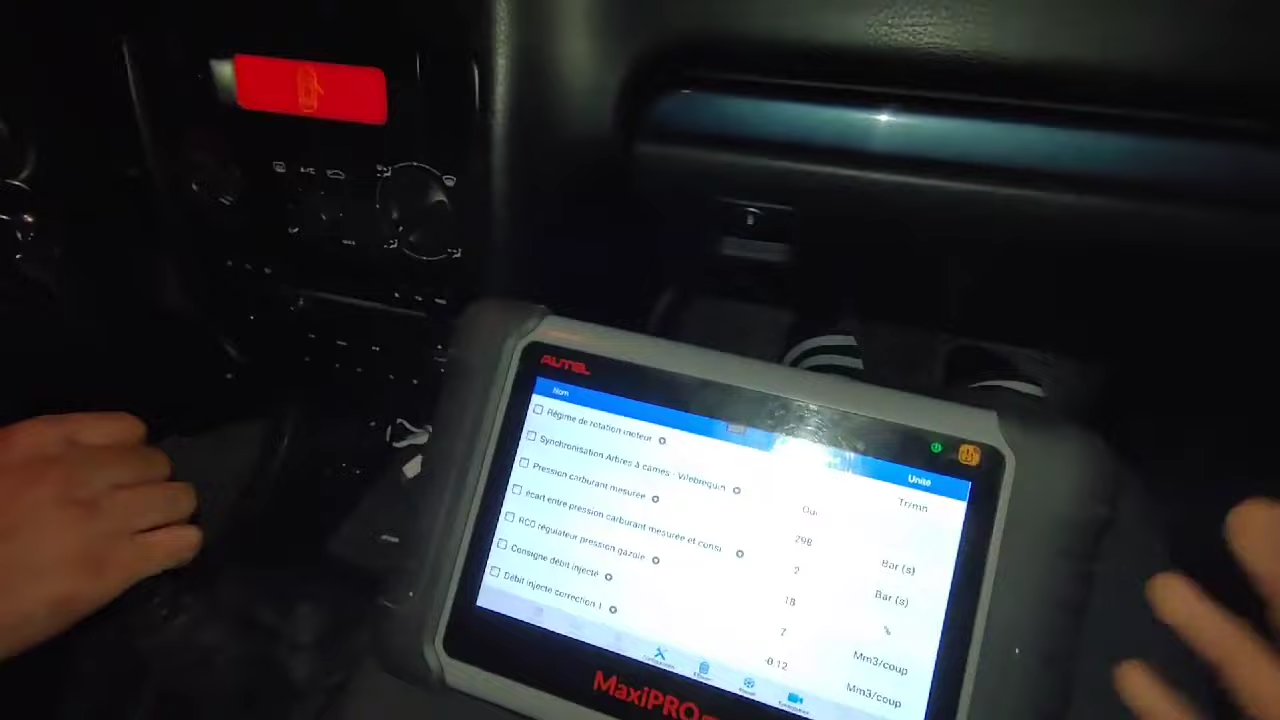 AUTEL
Nom Unité
Régime de rotation moteur Tr/mn
Synchronisation Arbres à cames - Vilebrequin Oui
Pression carburant mesurée 298 Bar (s)
écart entre pression carburant mesurée et consi 2 Bar (s)
RCO régulateur pression gazole 18 %
Consigne débit injecté 7 Mm3/coup
Débit injecté correction 1 -0.12 Mm3/coup
MaxiPRO